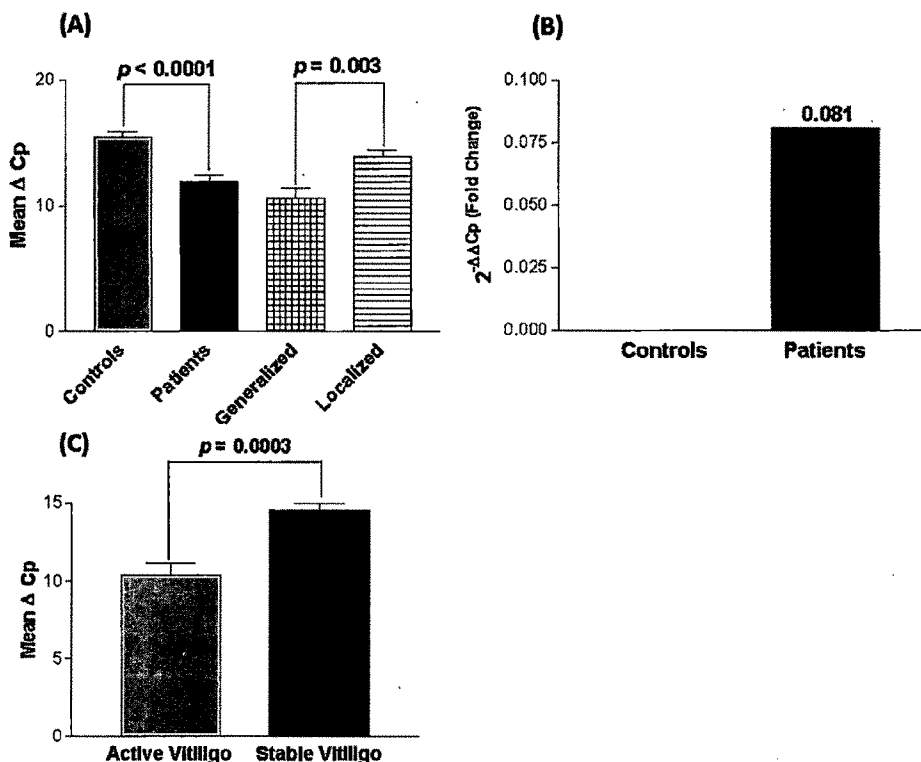 (A)
p < 0.0001
p = 0.003
20
10
0
Mean Δ Cp
Controls
Patients
Generalized
Localized
(B)
0.100
0.075
0.050
0.025
0.000
2^-ΔΔCp (Fold Change)
0.081
Controls
Patients
(C)
p = 0.0003
15
10
5
0
Mean Δ Cp
Active Vitiligo
Stable Vitiligo